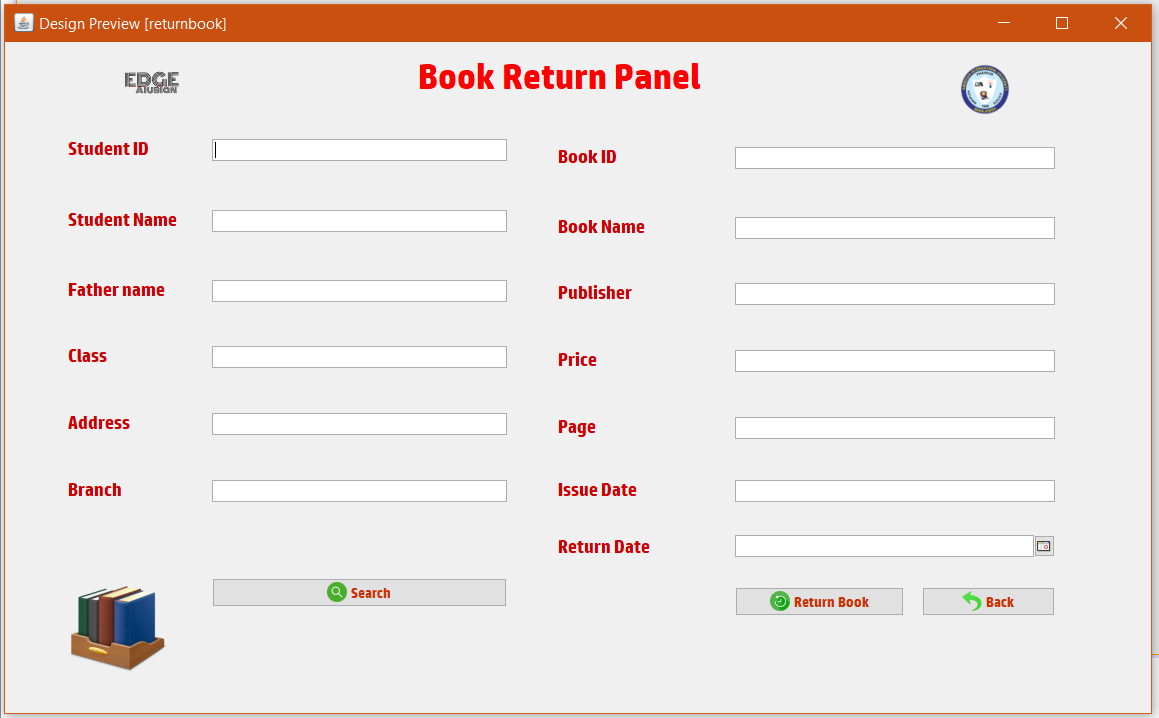 Design Preview [returnbook]
EDGE
AIUBIAN
Book Return Panel
Student ID
Book ID
Student Name
Book Name
Father name
Publisher
Class
Price
Address
Page
Branch
Issue Date
Return Date
Search
Return Book
Back